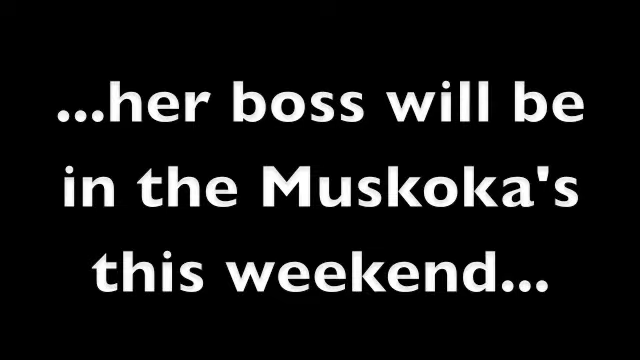 ...her boss will be
in the Muskoka's
this weekend...